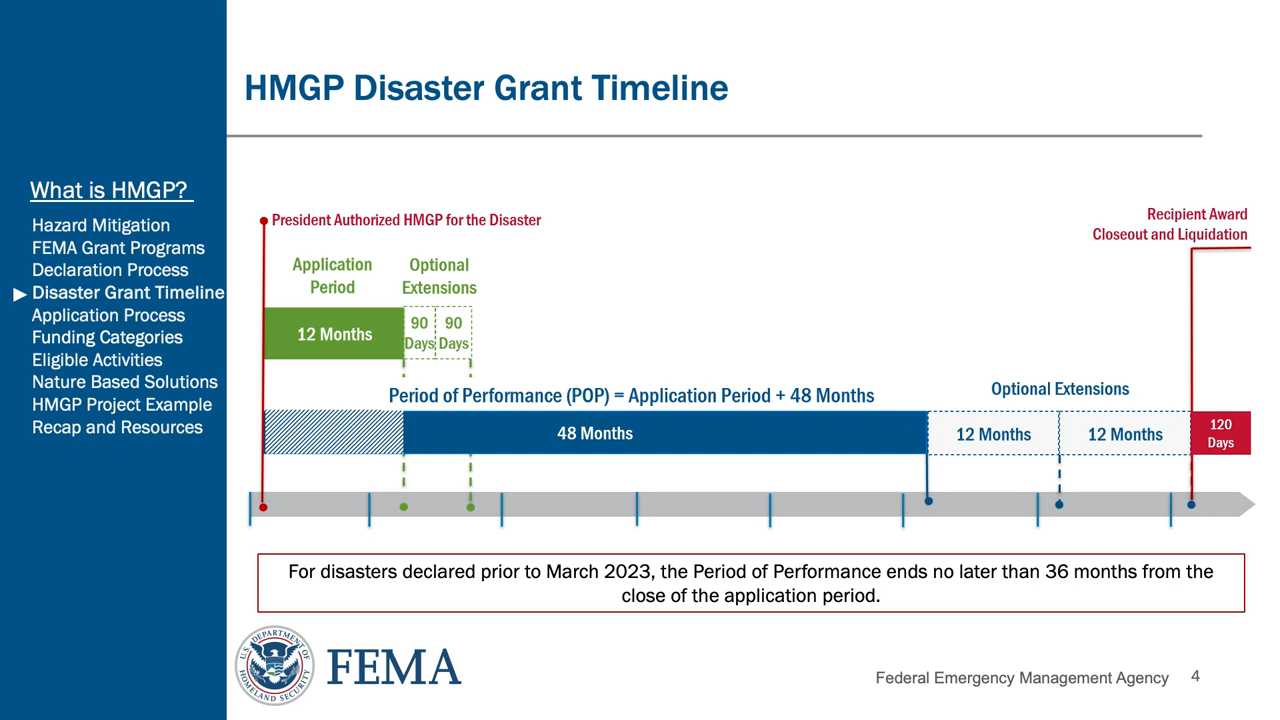 HMGP Disaster Grant Timeline
What is HMGP?
Hazard Mitigation
FEMA Grant Programs
Declaration Process
Disaster Grant Timeline
Application Process
Funding Categories
Eligible Activities
Nature Based Solutions
HMGP Project Example
Recap and Resources
President Authorized HMGP for the Disaster
Recipient Award
Closeout and Liquidation
Application
Period
Optional
Extensions
12 Months
90
Days
90
Days
Period of Performance (POP) = Application Period + 48 Months
Optional Extensions
48 Months
12 Months
12 Months
120
Days
For disasters declared prior to March 2023, the Period of Performance ends no later than 36 months from the
close of the application period.
U.S. DEPARTMENT OF
HOMELAND SECURITY
FEMA
Federal Emergency Management Agency
4